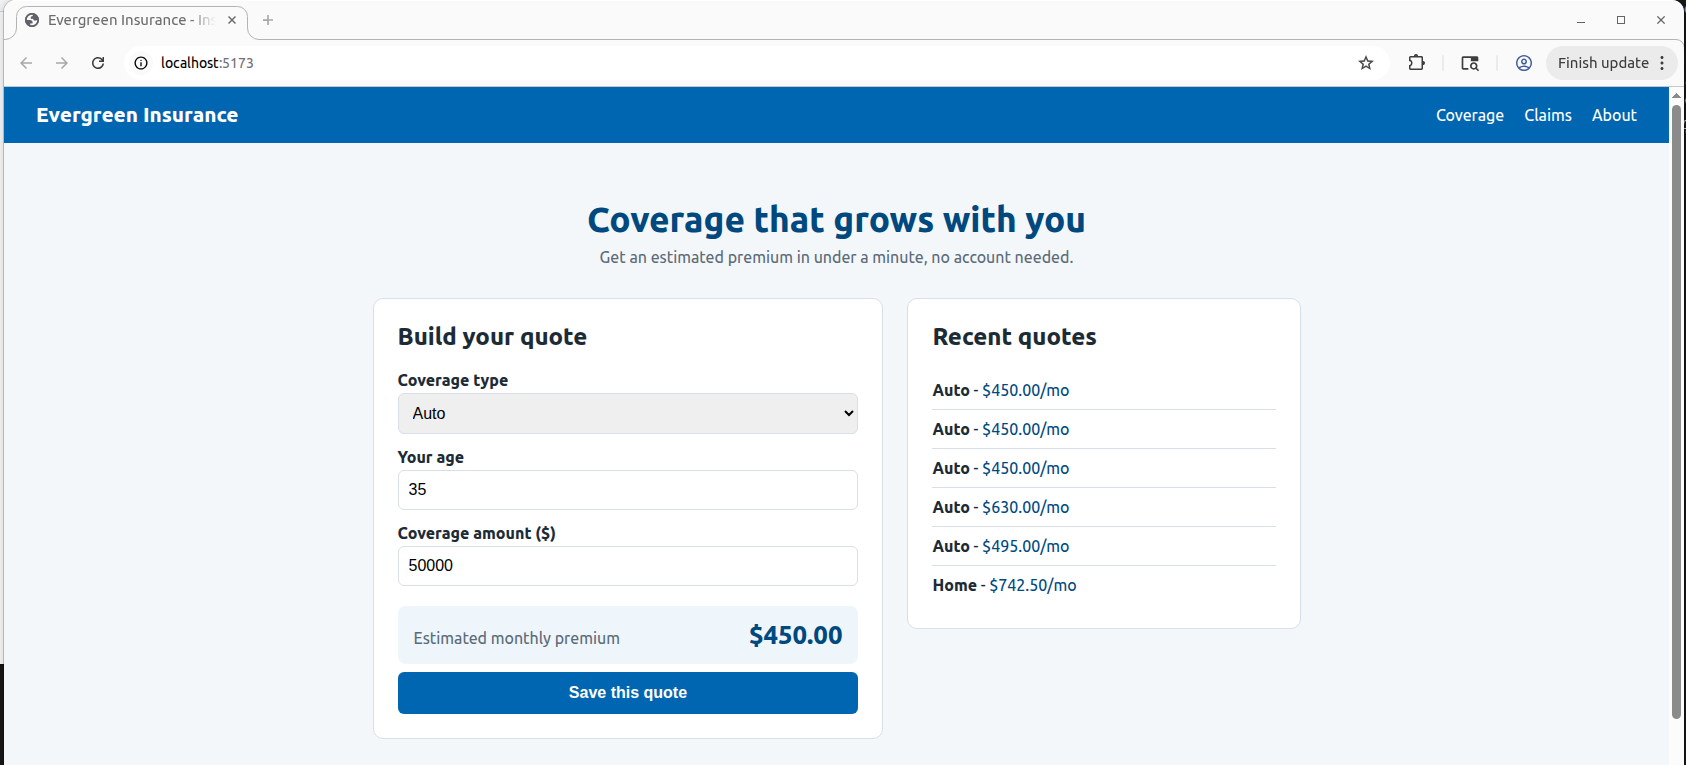 Evergreen Insurance - Ins
localhost:5173
Finish update
Evergreen Insurance
Coverage Claims About
Coverage that grows with you
Get an estimated premium in under a minute, no account needed.
Build your quote
Coverage type
Auto
Your age
35
Coverage amount ($)
50000
Estimated monthly premium
$450.00
Save this quote
Recent quotes
Auto - $450.00/mo
Auto - $450.00/mo
Auto - $450.00/mo
Auto - $630.00/mo
Auto - $495.00/mo
Home - $742.50/mo